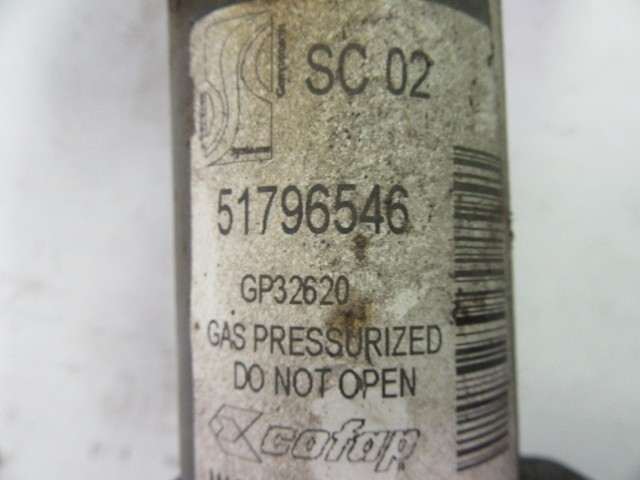 SC 02
51796546
GP32620
GAS PRESSURIZED
DO NOT OPEN
cofap